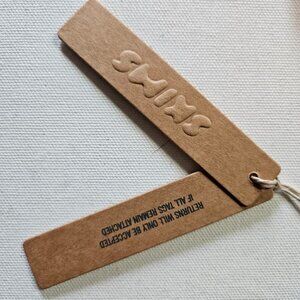 SWIMS
RETURNS WILL ONLY BE ACCEPTED
IF ALL TAGS REMAIN ATTACHED